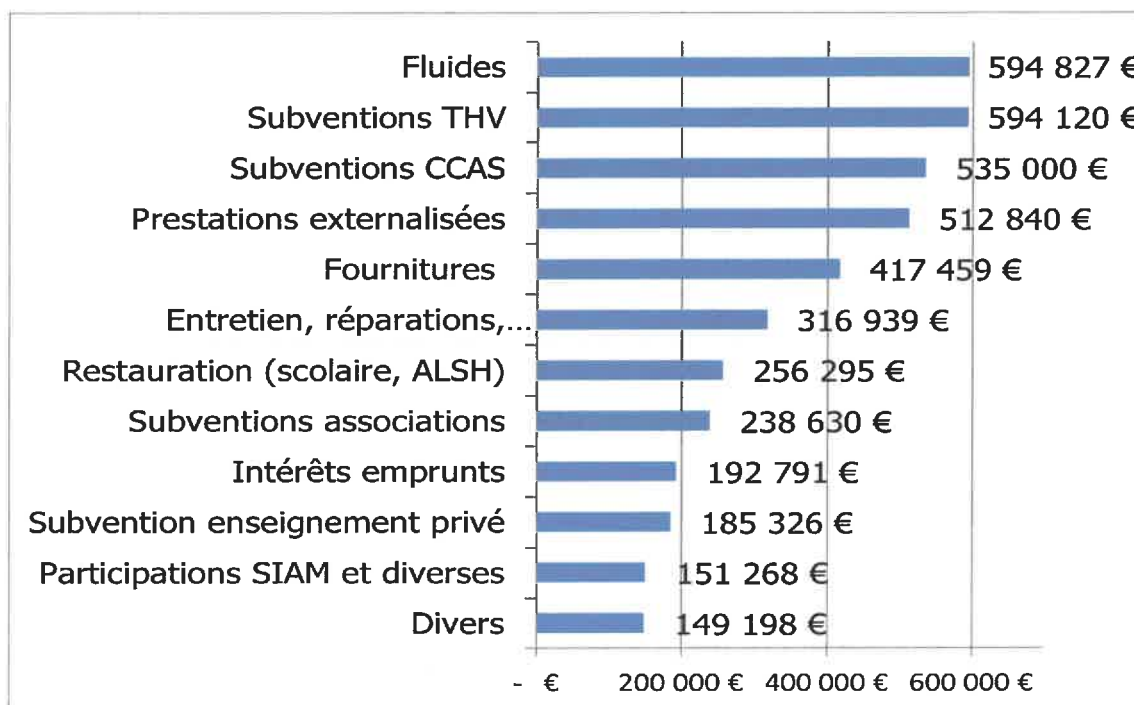 Fluides 594 827 €
Subventions THV 594 120 €
Subventions CCAS 535 000 €
Prestations externalisées 512 840 €
Fournitures 417 459 €
Entretien, réparations,... 316 939 €
Restauration (scolaire, ALSH) 256 295 €
Subventions associations 238 630 €
Intérêts emprunts 192 791 €
Subvention enseignement privé 185 326 €
Participations SIAM et diverses 151 268 €
Divers 149 198 €
- € 200 000 € 400 000 € 600 000 €